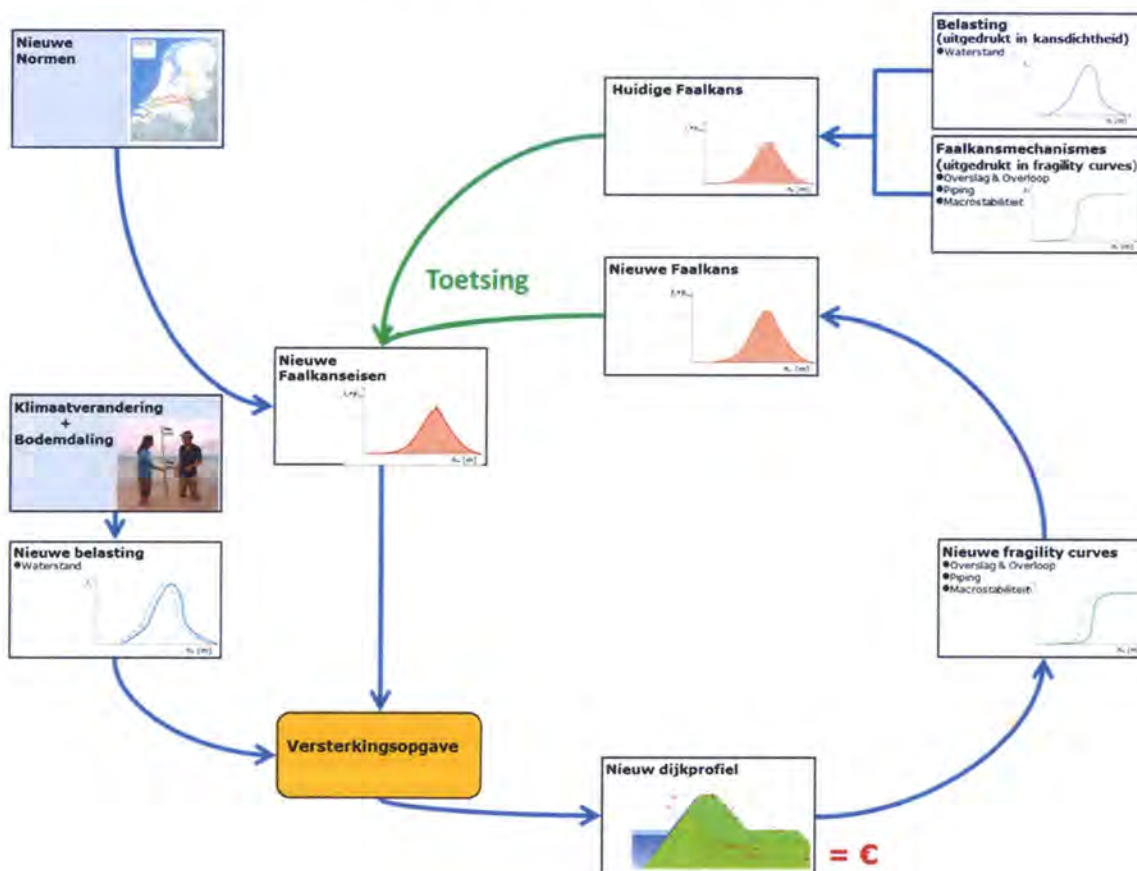 Nieuwe
Normen
Belasting
(uitgedrukt in kansdichtheid)
●Waterstand
Huidige Faalkans
Faalkansmechanismes
(uitgedrukt in fragility curves)
●Overslag & Overloop
●Piping
●Macrostabiliteit
Toetsing
Nieuwe Faalkans
Nieuwe
Faalkanseisen
Klimaatverandering
+
Bodemdaling
Nieuwe belasting
●Waterstand
Nieuwe fragility curves
●Overslag & Overloop
●Piping
●Macrostabiliteit
Versterkingsopgave
Nieuw dijkprofiel
= €